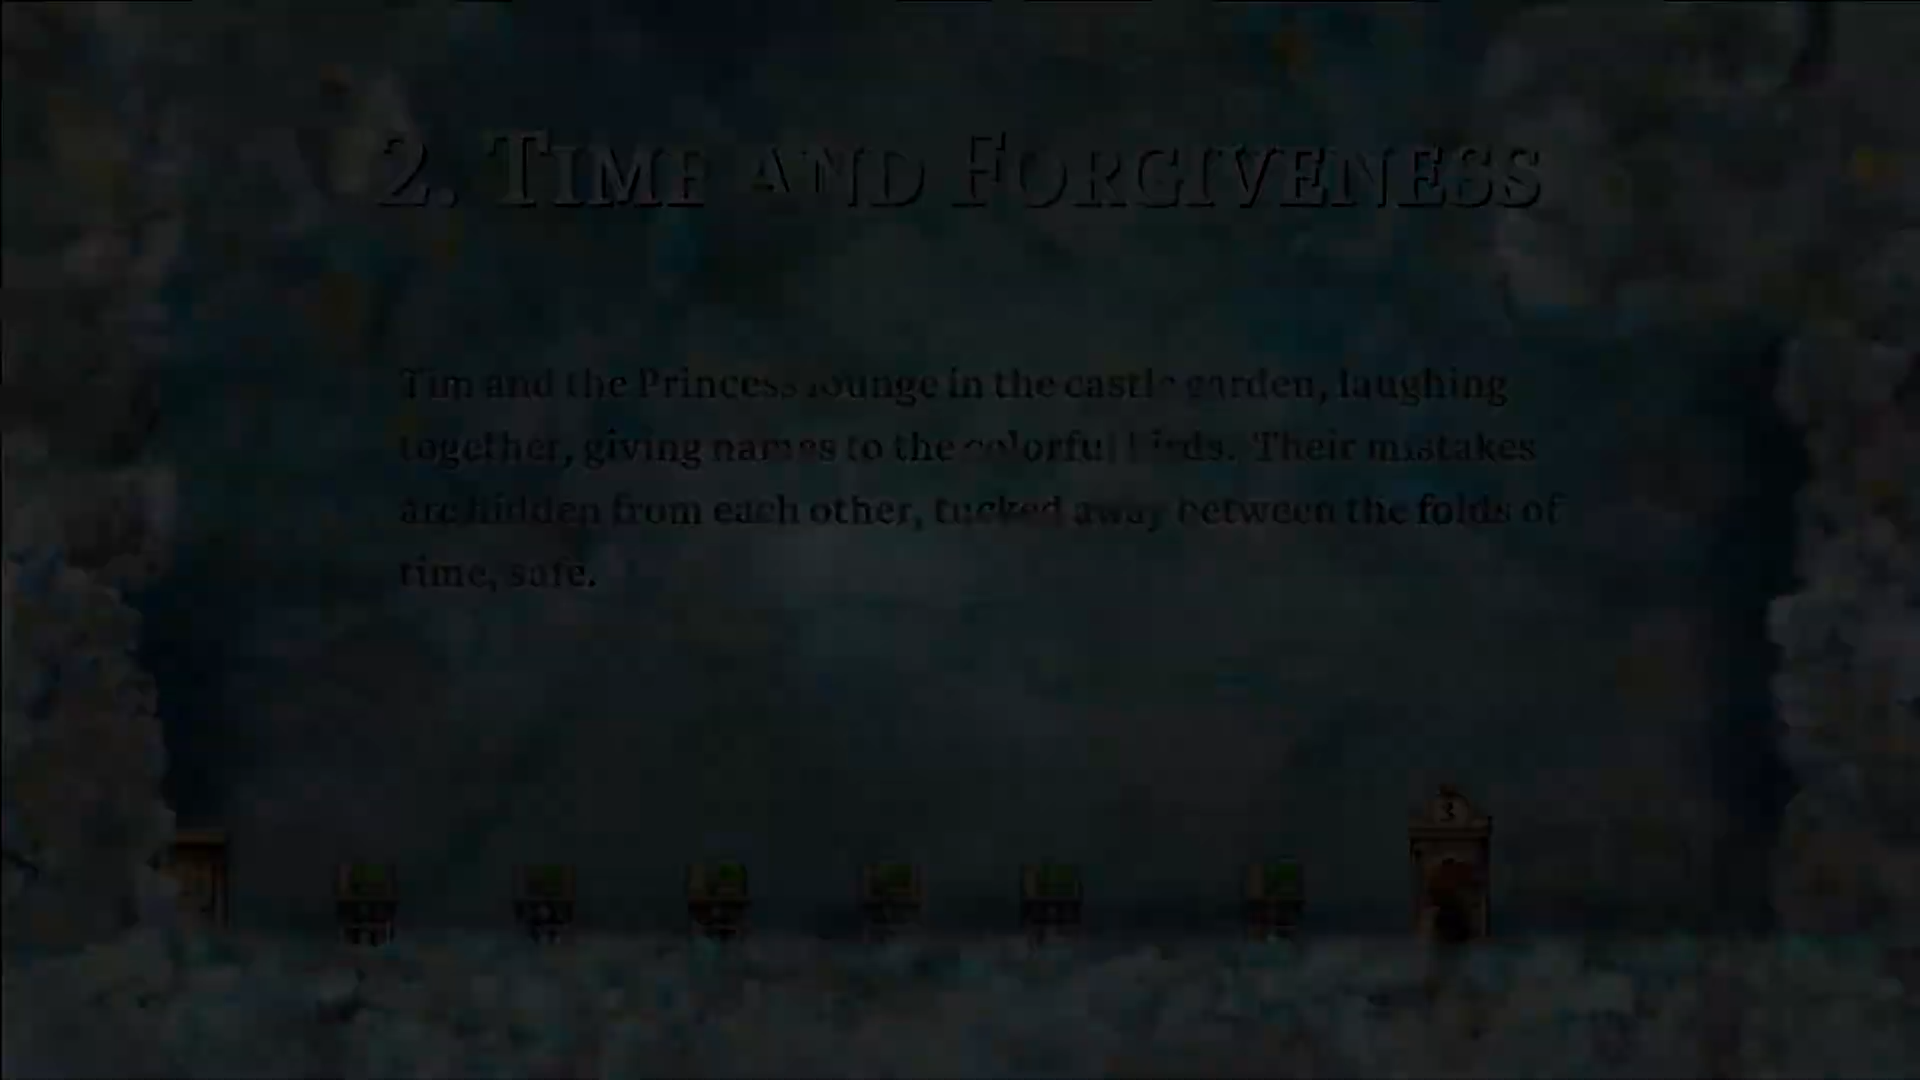 2. TIME AND FORGIVENESS
Tim and the Princess lounge in the castle garden, laughing
together, giving names to the colorful birds. Their mistakes
are hidden from each other, tucked away between the folds of
time, safe.
3